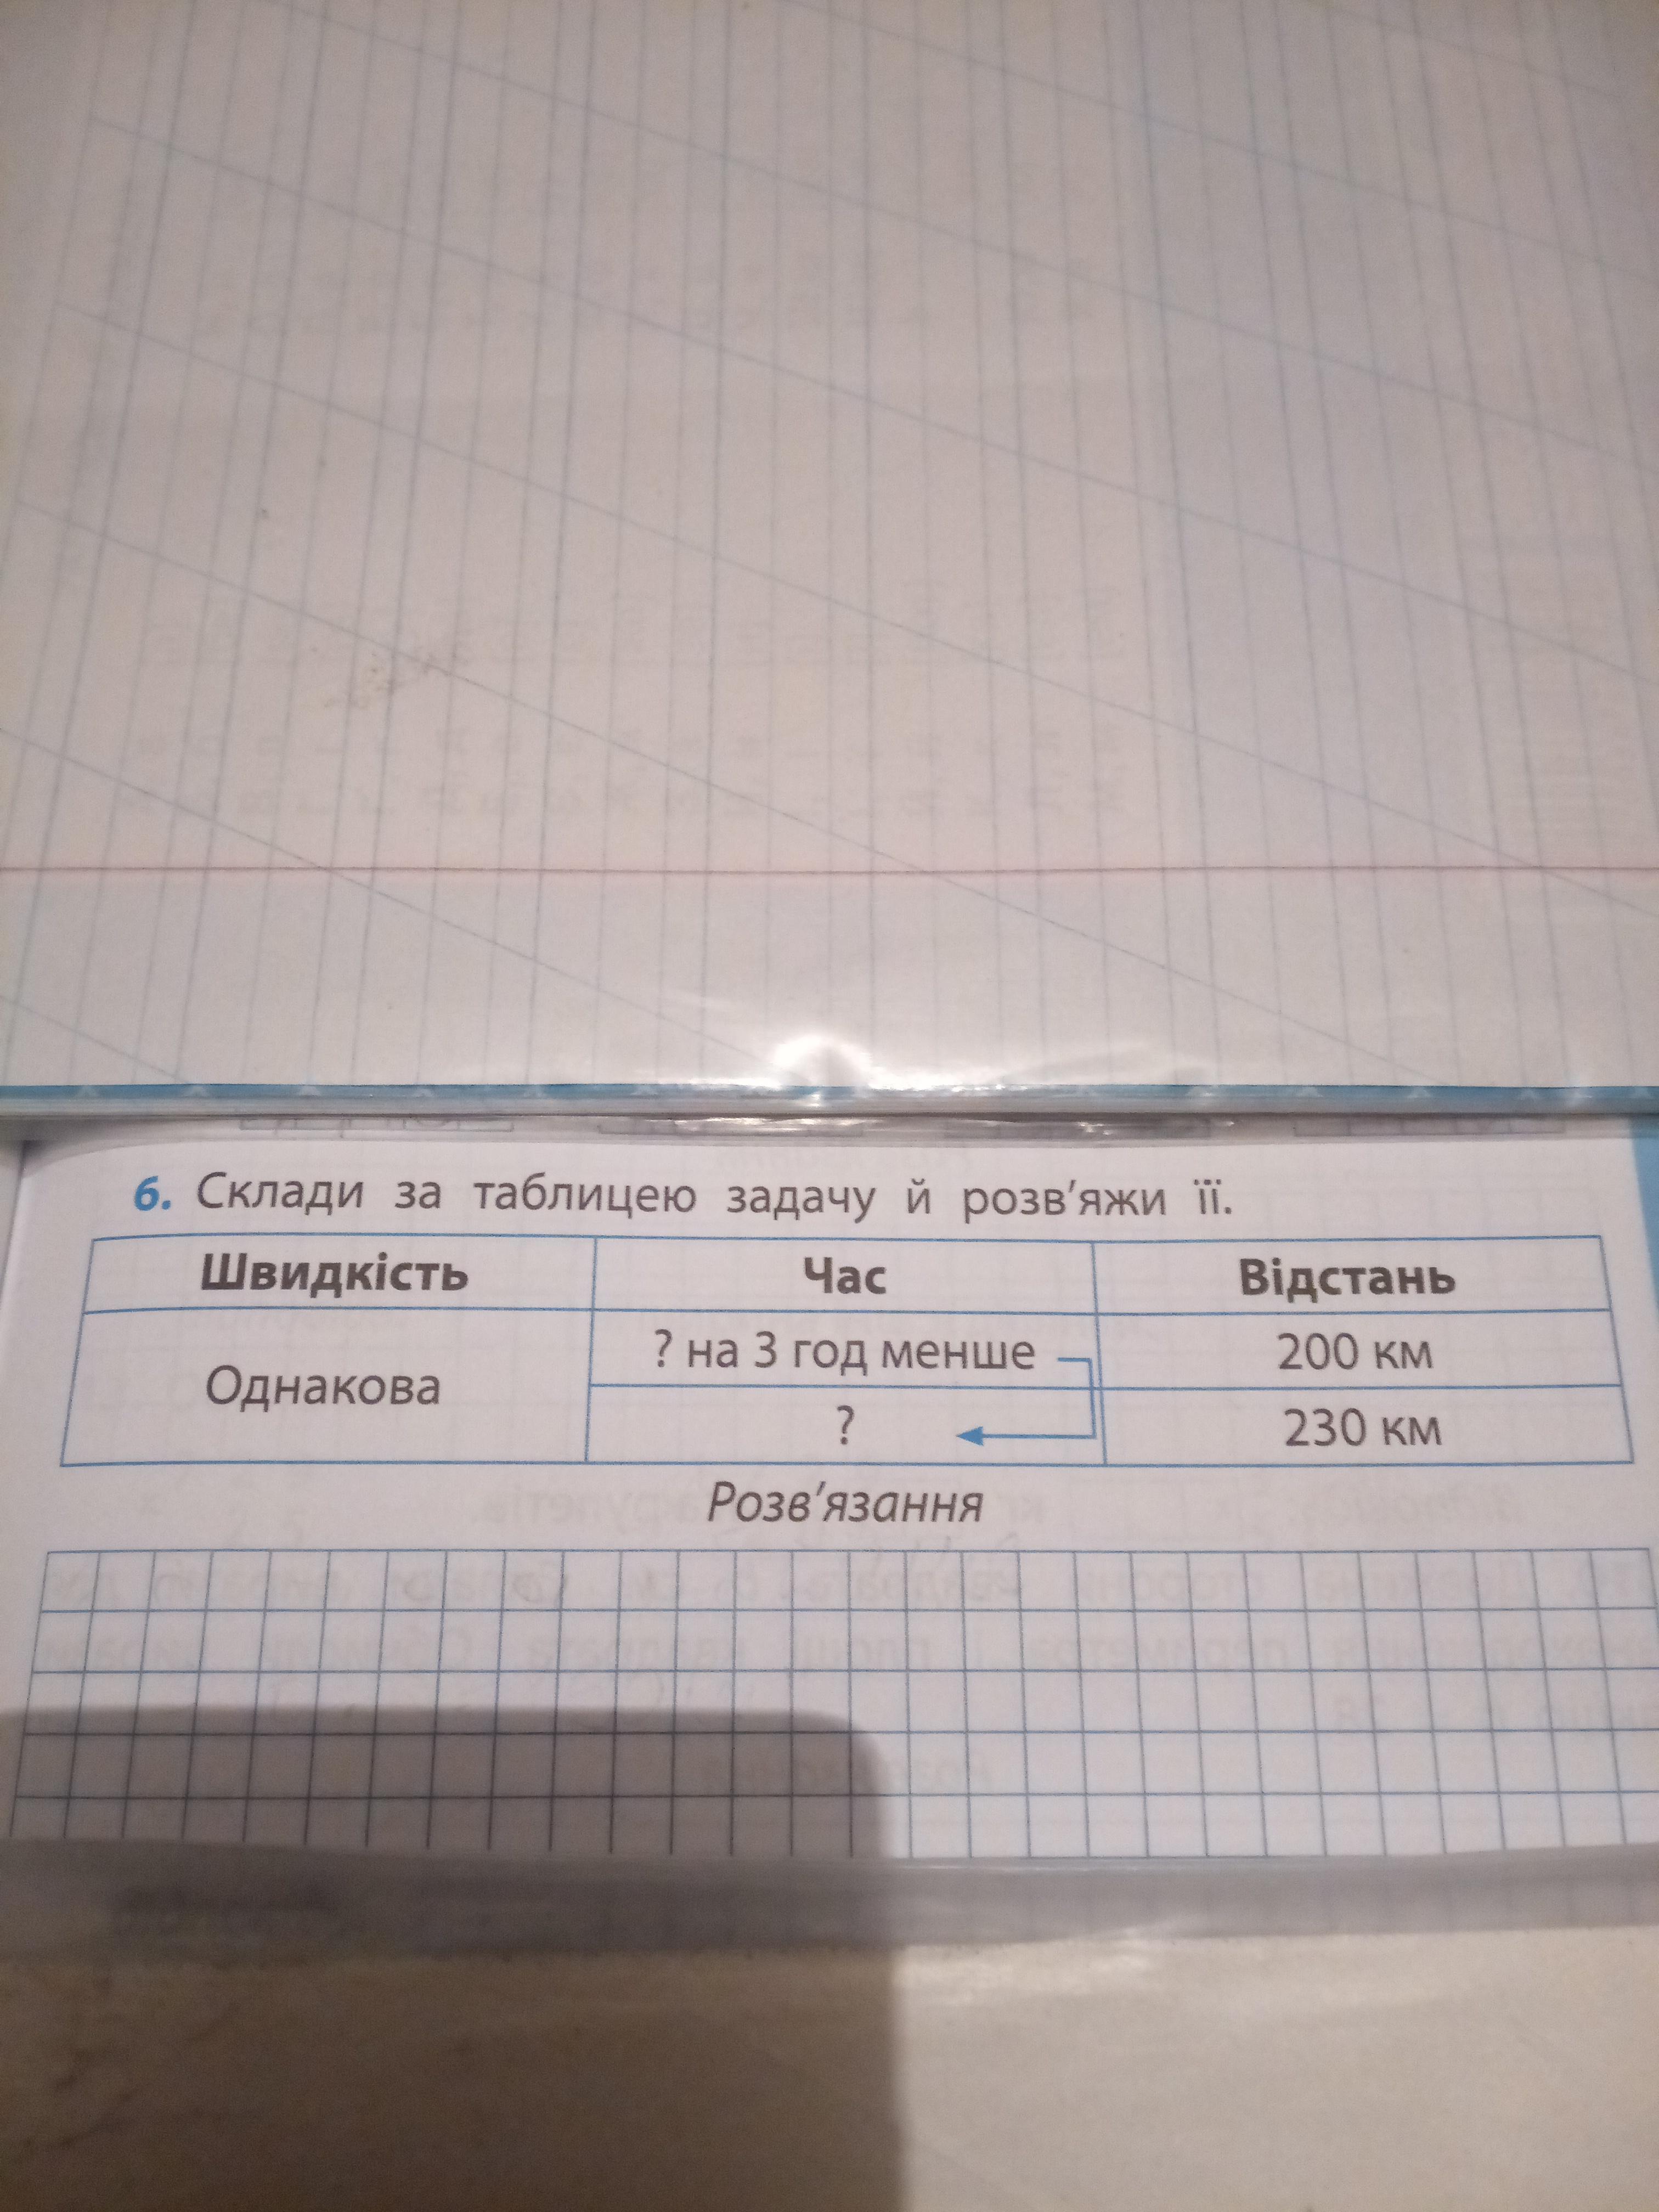 6. Склади за таблицею задачу й розв'яжи її.
Швидкість Час Відстань
Однакова
? на 3 год менше 200 км
? 230 км
Розв'язання